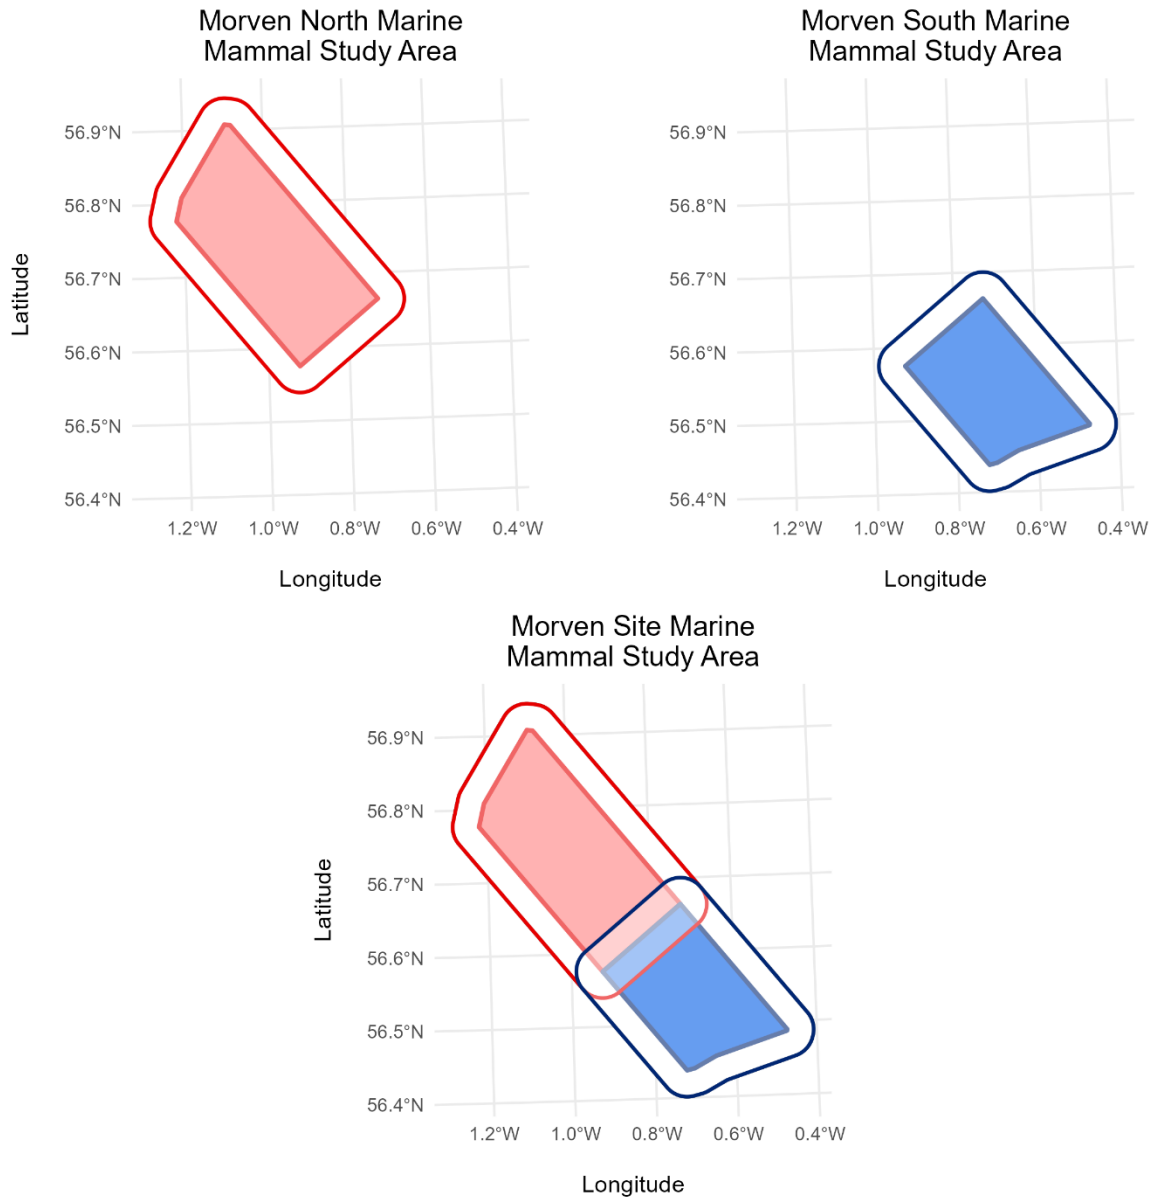 Morven North Marine
Mammal Study Area
56.9°N
56.8°N
56.7°N
56.6°N
56.5°N
56.4°N
Latitude
1.2°W 1.0°W 0.8°W 0.6°W 0.4°W
Longitude
Morven South Marine
Mammal Study Area
56.9°N
56.8°N
56.7°N
56.6°N
56.5°N
56.4°N
1.2°W 1.0°W 0.8°W 0.6°W 0.4°W
Longitude
Morven Site Marine
Mammal Study Area
56.9°N
56.8°N
56.7°N
56.6°N
56.5°N
56.4°N
Latitude
1.2°W 1.0°W 0.8°W 0.6°W 0.4°W
Longitude